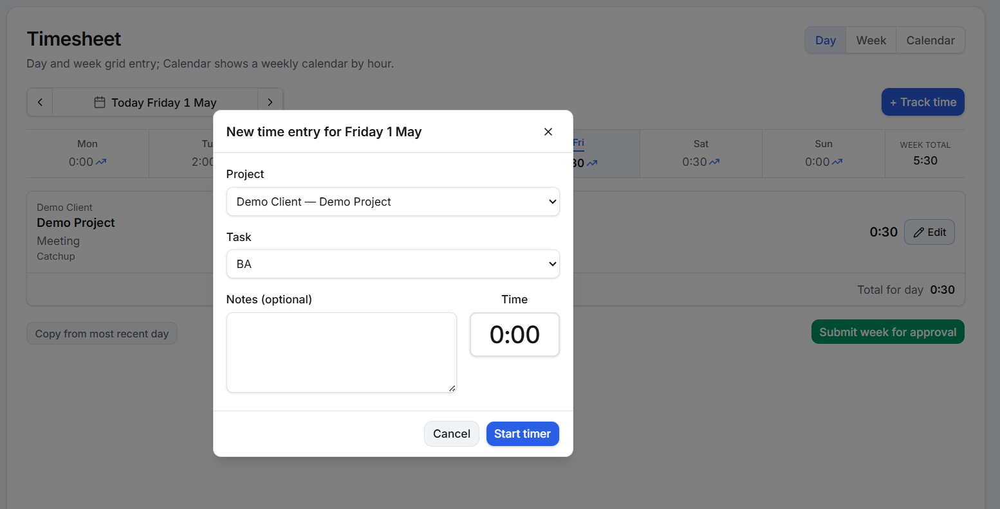 Timesheet
Day Week Calendar
Day and week grid entry; Calendar shows a weekly calendar by hour.
Today Friday 1 May
+ Track time
Mon
0:00
2:00
Fri
Sat
0:30
Sun
0:00
WEEK TOTAL
5:30
Demo Client
Demo Project
Meeting
Catchup
0:30 Edit
Total for day 0:30
Copy from most recent day
Submit week for approval
New time entry for Friday 1 May
Project
Demo Client — Demo Project
Task
BA
Notes (optional)
Time
0:00
Cancel
Start timer